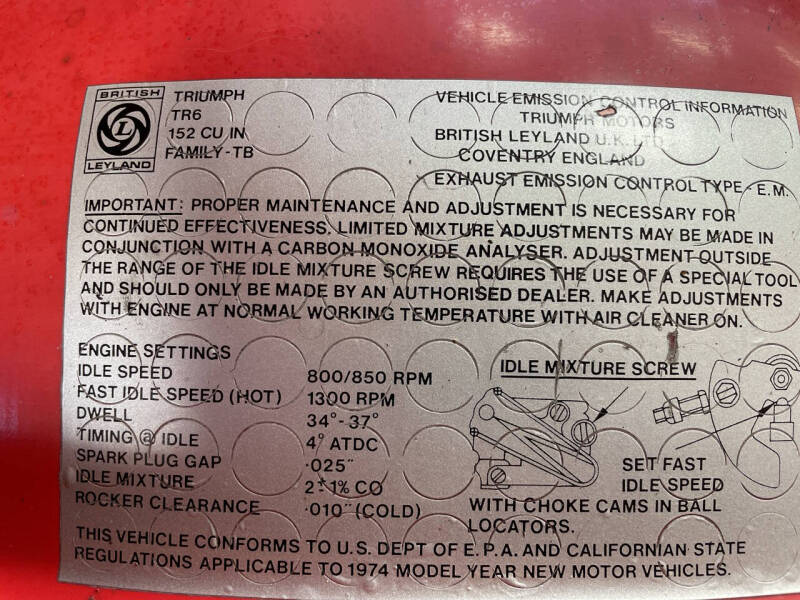 BRITISH
L
LEYLAND
TRIUMPH
TR6
152 CU IN
FAMILY-TB
VEHICLE EMISSION CONTROL INFORMATION
TRIUMPH MOTORS
BRITISH LEYLAND U.K. LTD
COVENTRY ENGLAND
EXHAUST EMISSION CONTROL TYPE - E.M.
IMPORTANT: PROPER MAINTENANCE AND ADJUSTMENT IS NECESSARY FOR
CONTINUED EFFECTIVENESS. LIMITED MIXTURE ADJUSTMENTS MAY BE MADE IN
CONJUNCTION WITH A CARBON MONOXIDE ANALYSER. ADJUSTMENT OUTSIDE
THE RANGE OF THE IDLE MIXTURE SCREW REQUIRES THE USE OF A SPECIAL TOOL
AND SHOULD ONLY BE MADE BY AN AUTHORISED DEALER. MAKE ADJUSTMENTS
WITH ENGINE AT NORMAL WORKING TEMPERATURE WITH AIR CLEANER ON.
ENGINE SETTINGS
IDLE SPEED 800/850 RPM
FAST IDLE SPEED (HOT) 1300 RPM
DWELL 34°-37°
TIMING @ IDLE 4° ATDC
SPARK PLUG GAP .025"
IDLE MIXTURE 2±1% CO
ROCKER CLEARANCE .010" (COLD)
IDLE MIXTURE SCREW
SET FAST
IDLE SPEED
WITH CHOKE CAMS IN BALL
LOCATORS.
THIS VEHICLE CONFORMS TO U.S. DEPT OF E.P.A. AND CALIFORNIAN STATE
REGULATIONS APPLICABLE TO 1974 MODEL YEAR NEW MOTOR VEHICLES.